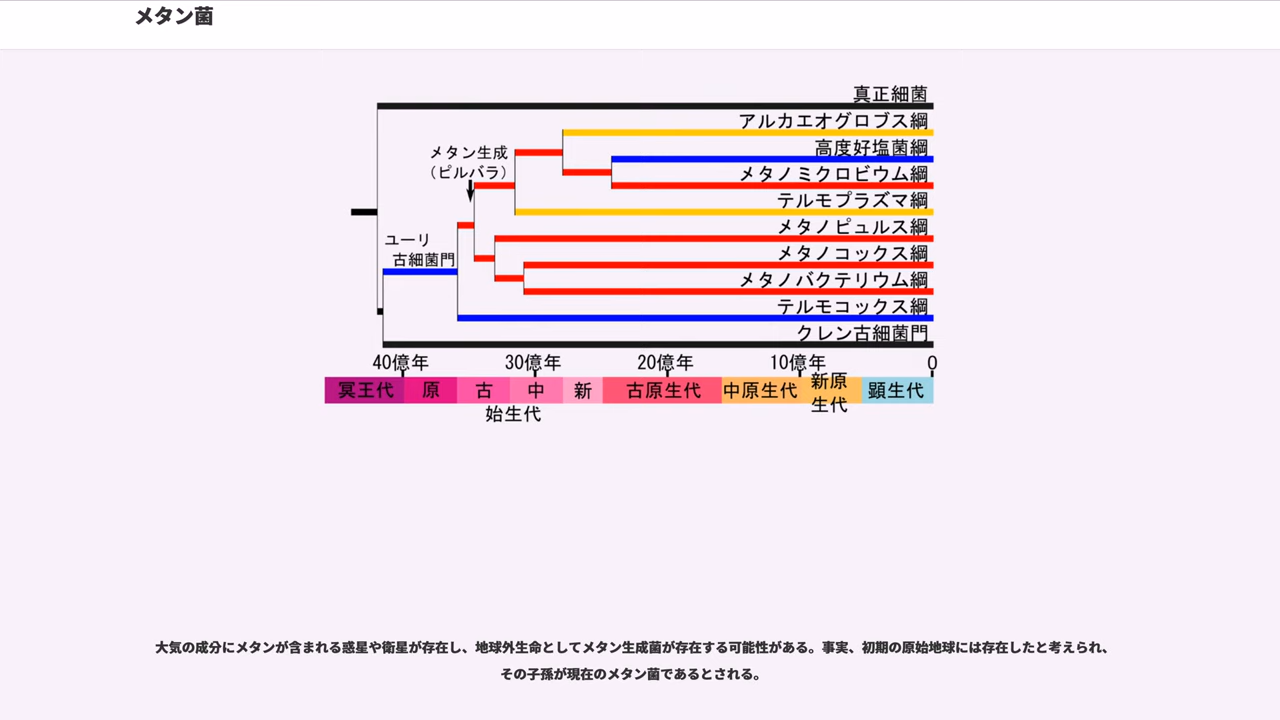 メタン菌
真正細菌
アルカエオグロブス綱
高度好塩菌綱
メタン生成
（ピルバラ）
メタノミクロビウム綱
テルモプラズマ綱
メタノピュルス綱
ユーリ
古細菌門
メタノコックス綱
メタノバクテリウム綱
テルモコックス綱
クレン古細菌門
40億年 30億年 20億年 10億年 0
冥王代 原 古 中 新 古原生代 中原生代 新原生代 顕生代
始生代
大気の成分にメタンが含まれる惑星や衛星が存在し、地球外生命としてメタン生成菌が存在する可能性がある。事実、初期の原始地球には存在したと考えられ、
その子孫が現在のメタン菌であるとされる。